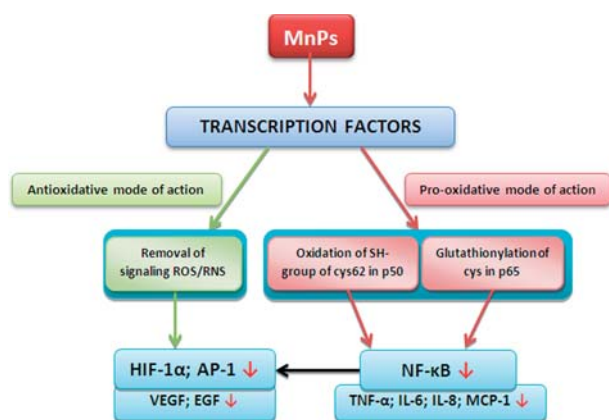 MnPs
TRANSCRIPTION FACTORS
Antioxidative mode of action
Pro-oxidative mode of action
Removal of
signaling ROS/RNS
Oxidation of SH-
group of cys62 in p50
Glutathionylation of
cys in p65
HIF-1α; AP-1 ↓
VEGF; EGF ↓
NF-κB ↓
TNF-α; IL-6; IL-8; MCP-1 ↓